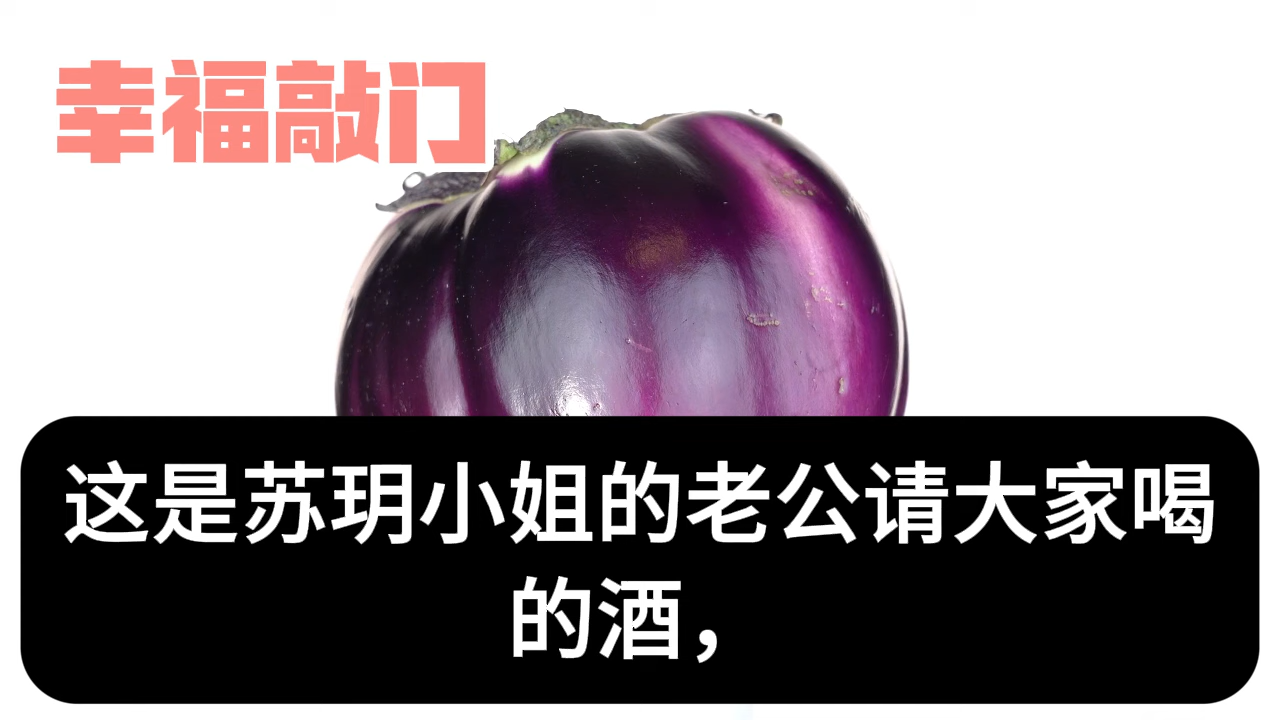 幸福敲门
这是苏玥小姐的老公请大家喝
的酒，